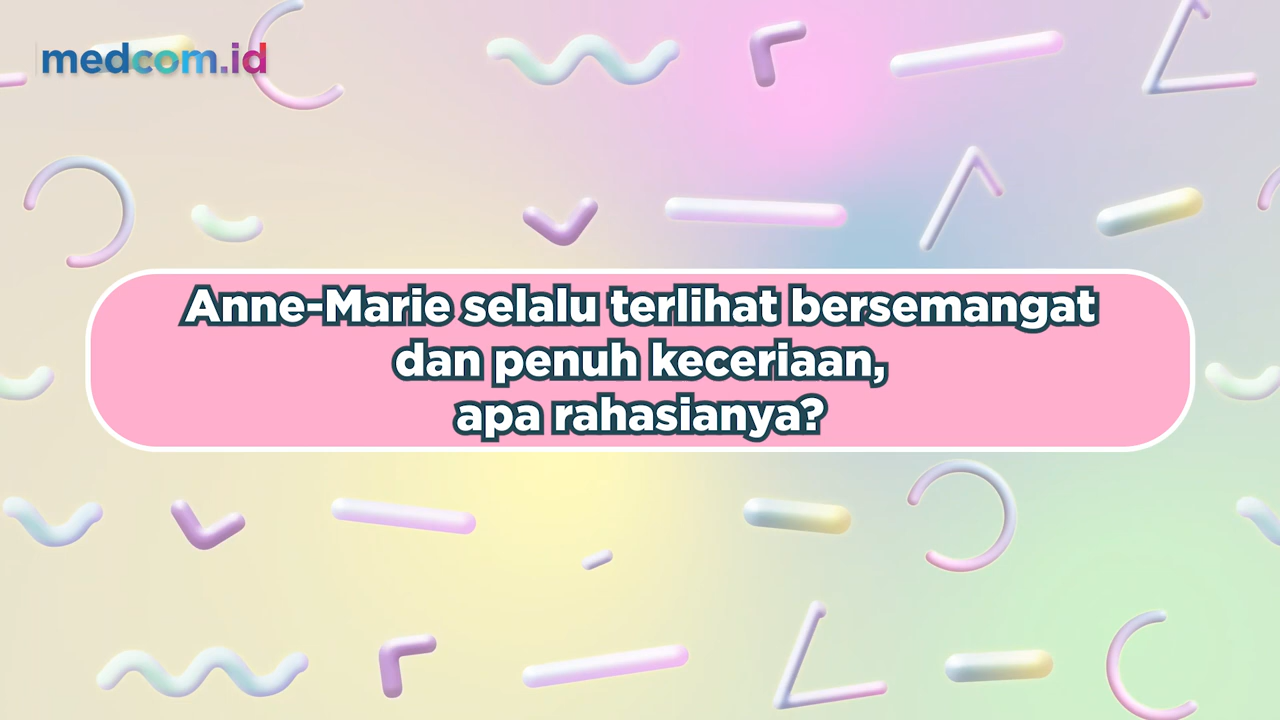 medcom.id
Anne-Marie selalu terlihat bersemangat
dan penuh keceriaan,
apa rahasianya?